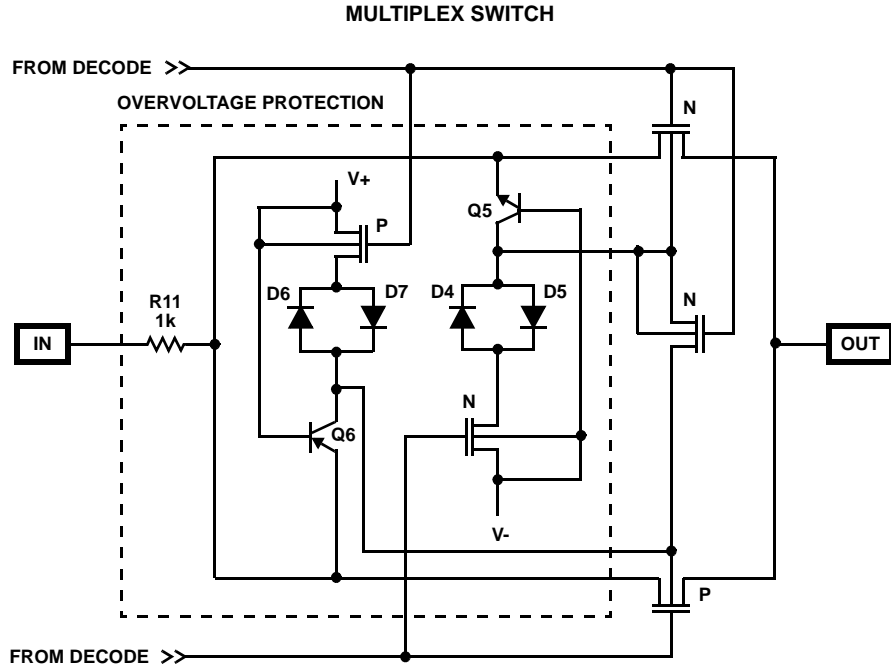 MULTIPLEX SWITCH
FROM DECODE
OVERVOLTAGE PROTECTION
N
V+
Q5
P
D6
D7
D4
D5
N
R11
1k
IN
OUT
N
Q6
V-
P
FROM DECODE